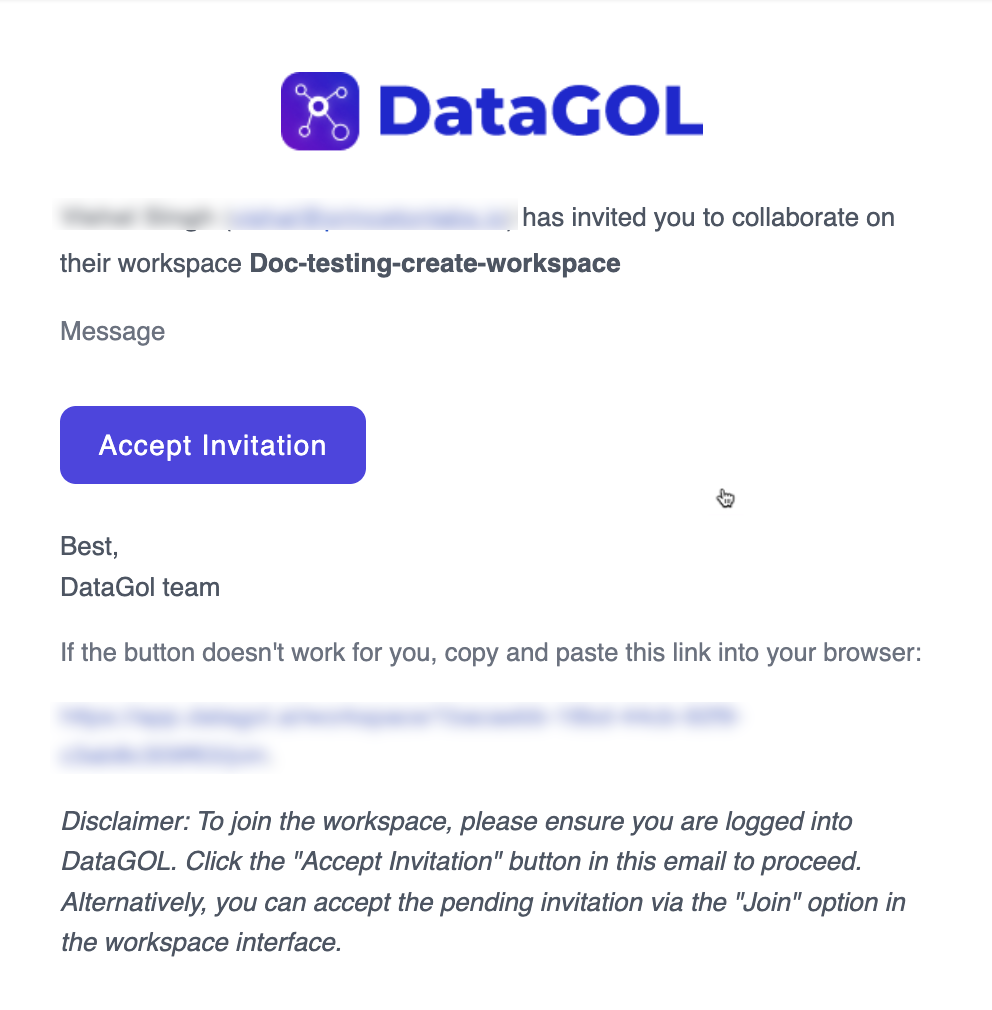 DataGOL
has invited you to collaborate on
their workspace Doc-testing-create-workspace
Message
Accept Invitation
Best,
DataGol team
If the button doesn't work for you, copy and paste this link into your browser:
Disclaimer: To join the workspace, please ensure you are logged into
DataGOL. Click the "Accept Invitation" button in this email to proceed.
Alternatively, you can accept the pending invitation via the "Join" option in
the workspace interface.